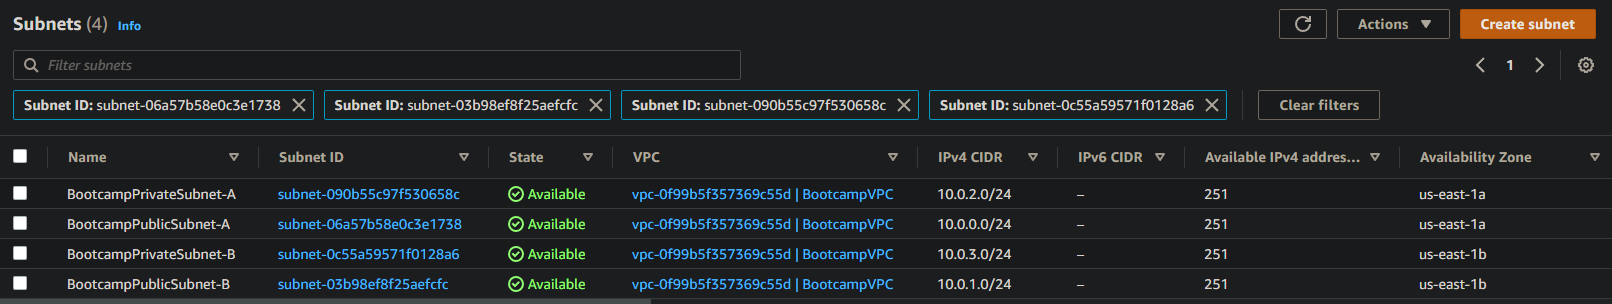 Subnets (4) Info Actions Create subnet
Filter subnets 1
Subnet ID: subnet-06a57b58e0c3e1738 Subnet ID: subnet-03b98ef8f25aefcfc Subnet ID: subnet-090b55c97f530658c Subnet ID: subnet-0c55a59571f0128a6 Clear filters
Name Subnet ID State VPC IPv4 CIDR IPv6 CIDR Available IPv4 addres... Availability Zone
BootcampPrivateSubnet-A subnet-090b55c97f530658c Available vpc-0f99b5f357369c55d | BootcampVPC 10.0.2.0/24 – 251 us-east-1a
BootcampPublicSubnet-A subnet-06a57b58e0c3e1738 Available vpc-0f99b5f357369c55d | BootcampVPC 10.0.0.0/24 – 251 us-east-1a
BootcampPrivateSubnet-B subnet-0c55a59571f0128a6 Available vpc-0f99b5f357369c55d | BootcampVPC 10.0.3.0/24 – 251 us-east-1b
BootcampPublicSubnet-B subnet-03b98ef8f25aefcfc Available vpc-0f99b5f357369c55d | BootcampVPC 10.0.1.0/24 – 251 us-east-1b